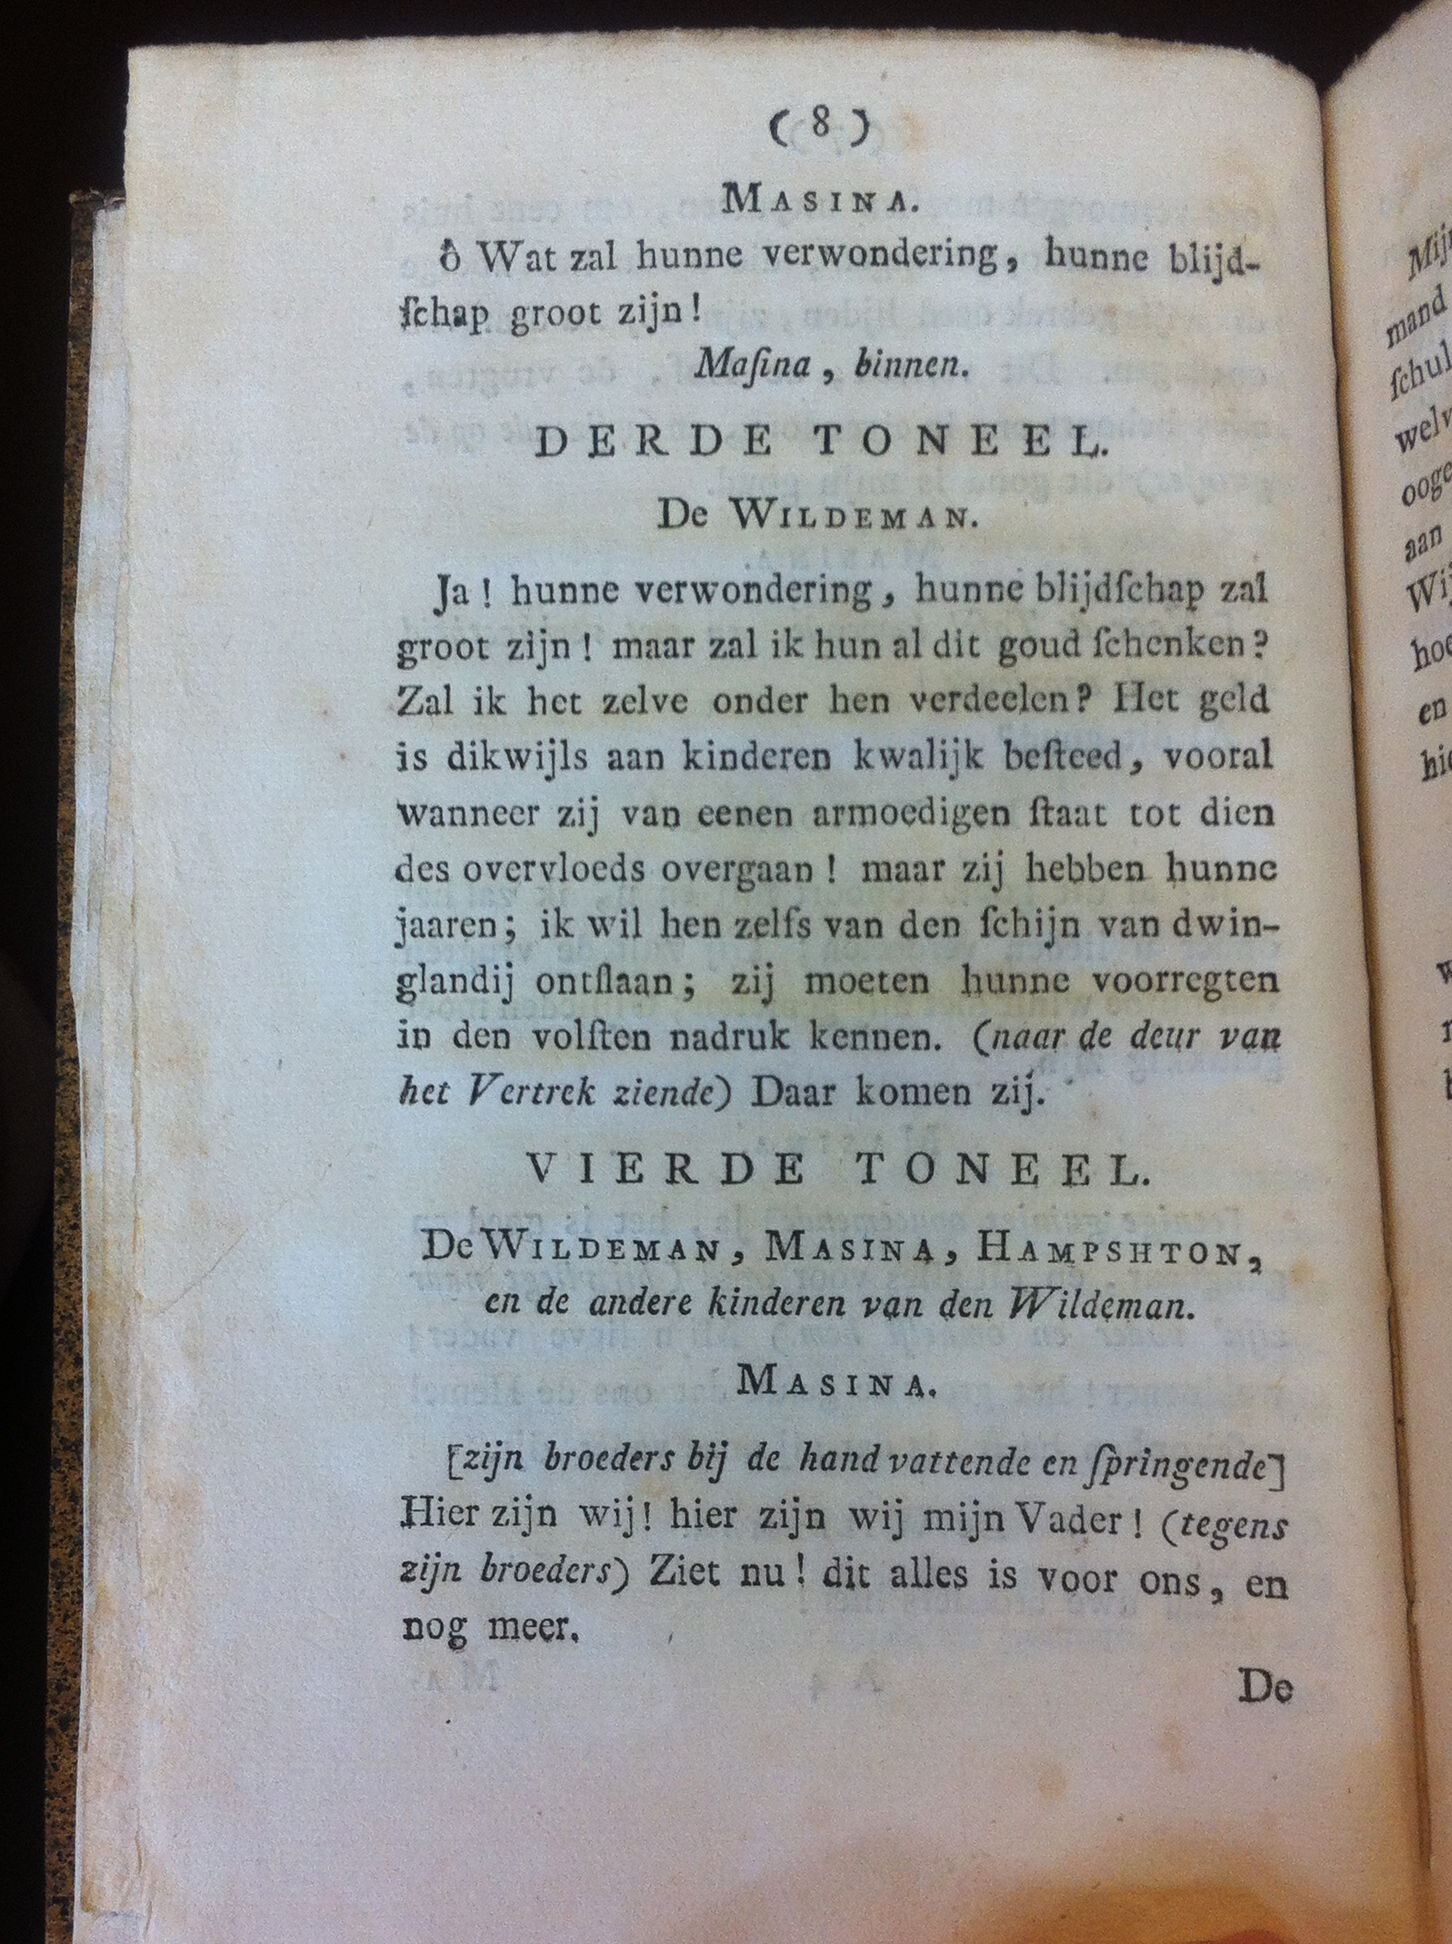 ( 8 )
MASINA.
ô Wat zal hunne verwondering, hunne blijd-
ſchap groot zijn!
Maſina, binnen.
DERDE TONEEL.
De WILDEMAN.
Ja! hunne verwondering, hunne blijdſchap zal
groot zijn! maar zal ik hun al dit goud ſchenken?
Zal ik het zelve onder hen verdeelen? Het geld
is dikwijls aan kinderen kwalijk beſteed, vooral
wanneer zij van eenen armoedigen ſtaat tot dien
des overvloeds overgaan! maar zij hebben hunne
jaaren; ik wil hen zelfs van den ſchijn van dwin-
glandij ontſlaan; zij moeten hunne voorregten
in den volſten nadruk kennen. (naar de deur van
het Vertrek ziende) Daar komen zij.
VIERDE TONEEL.
De WILDEMAN, MASINA, HAMPSHTON,
en de andere kinderen van den Wildeman.
MASINA.
[zijn broeders bij de hand vattende en ſpringende]
Hier zijn wij! hier zijn wij mijn Vader! (tegens
zijn broeders) Ziet nu! dit alles is voor ons, en
nog meer.
De
mand
ſchul
aan
hoe
en